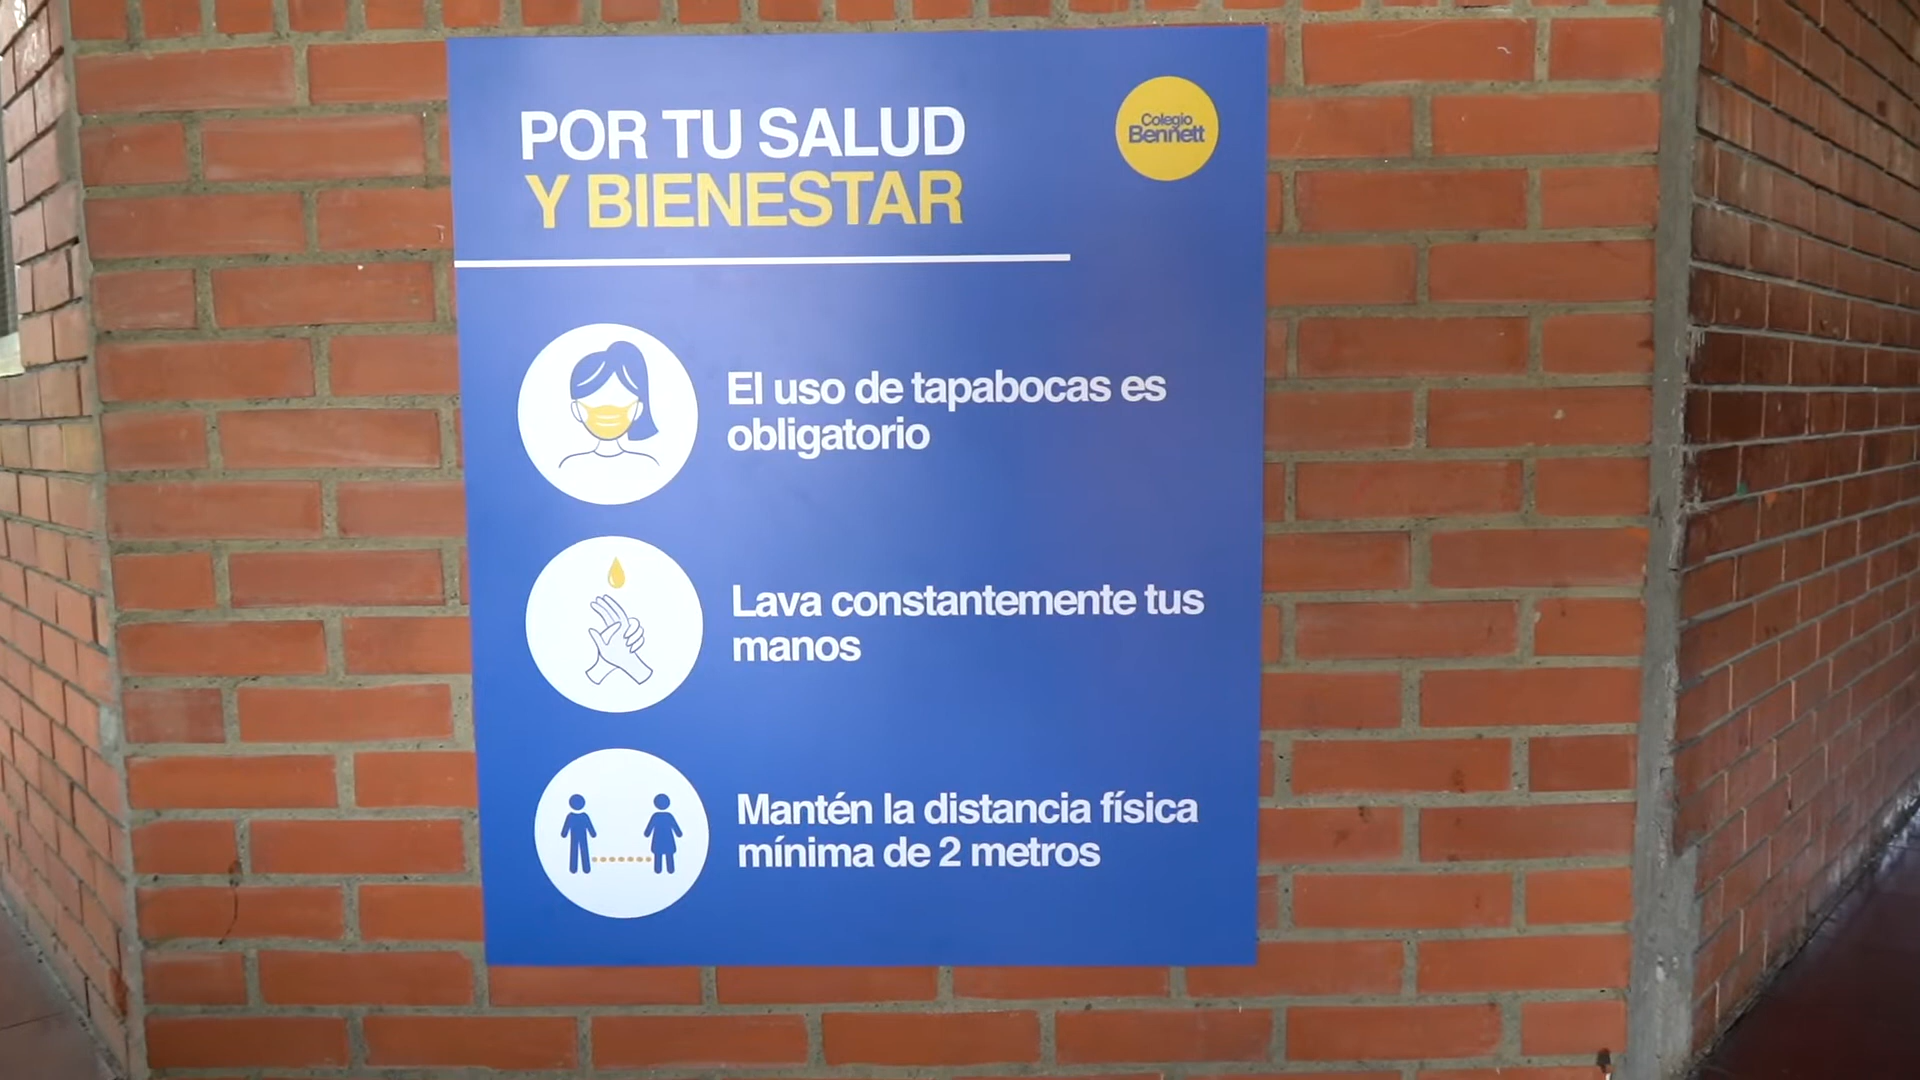 POR TU SALUD
Y BIENESTAR
Colegio
Bennett
El uso de tapabocas es
obligatorio
Lava constantemente tus
manos
Mantén la distancia física
mínima de 2 metros